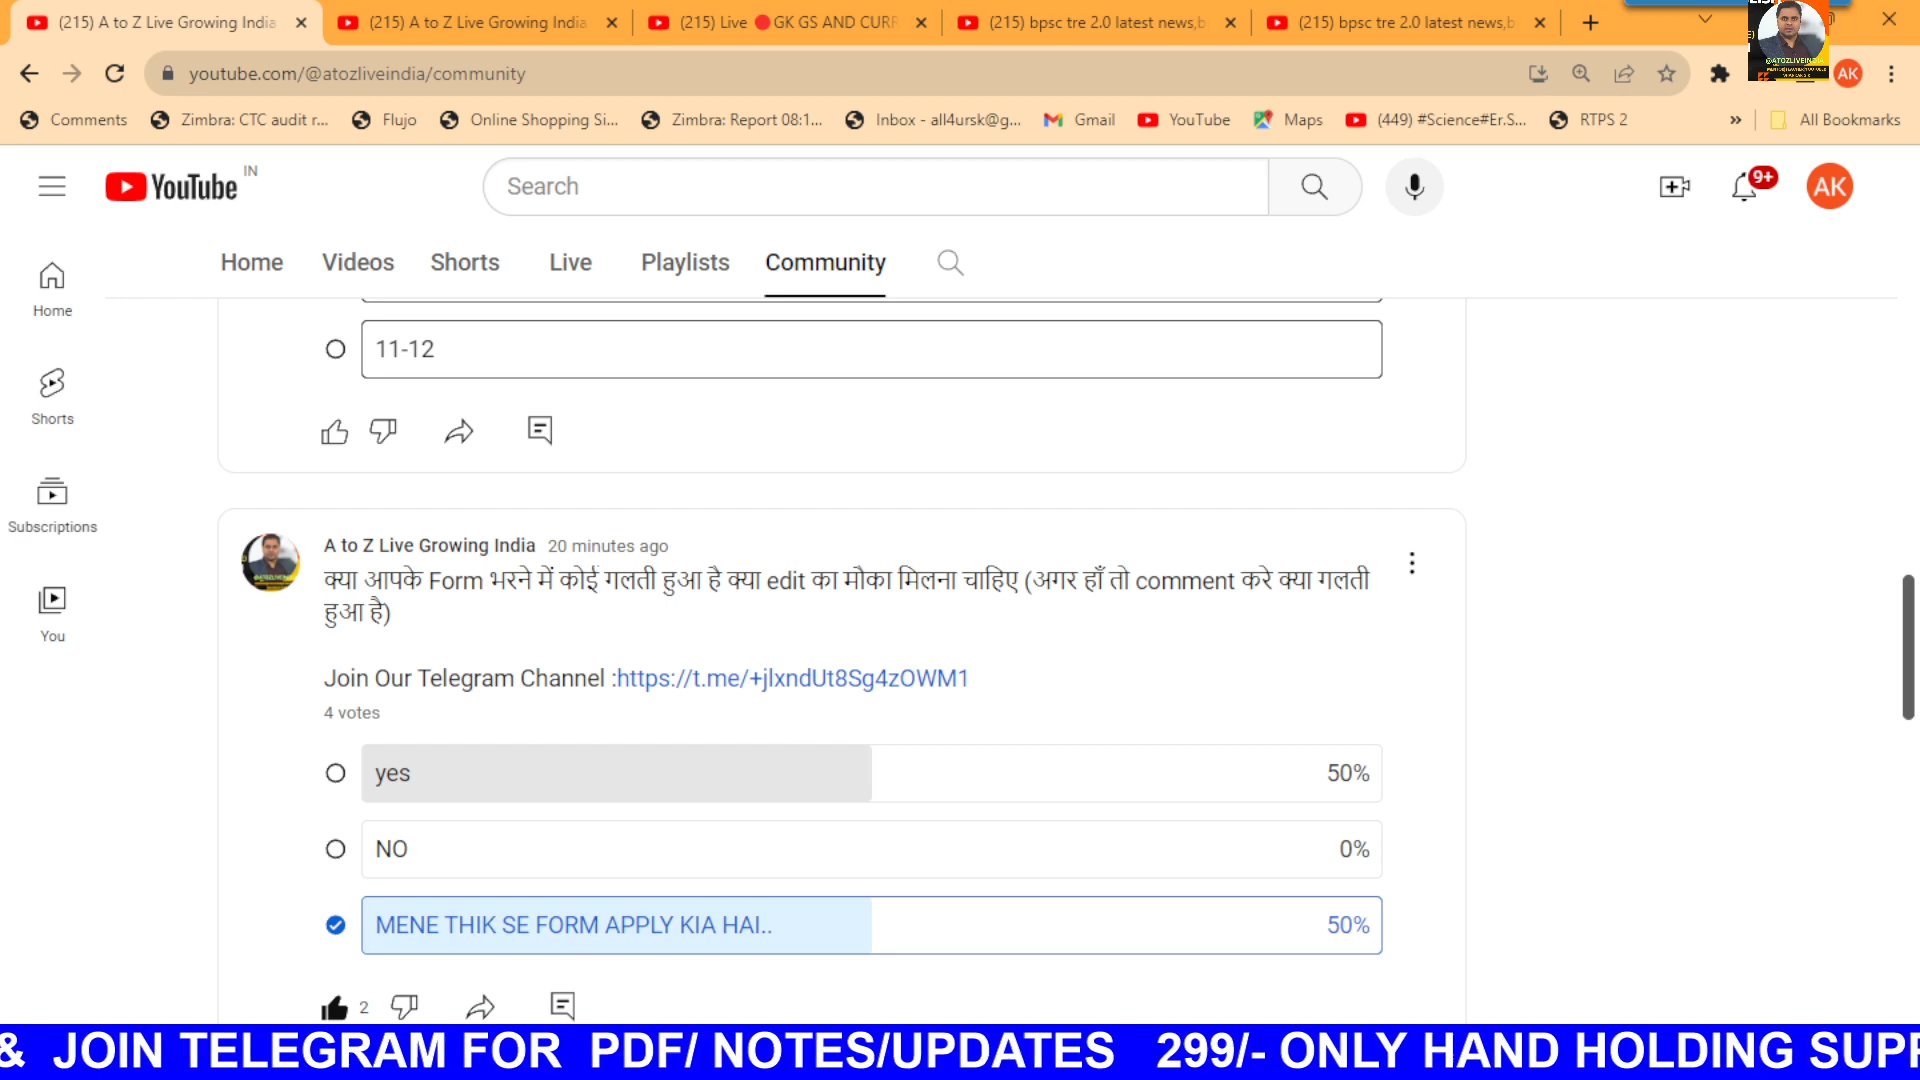 (215) A to Z Live Growing India
(215) A to Z Live Growing India
(215) Live 🔴GK GS AND CURR
(215) bpsc tre 2.0 latest news,b
(215) bpsc tre 2.0 latest news,b
youtube.com/@atozliveindia/community
@ATOZLIVEINDIA
AK
Comments
Zimbra: CTC audit r...
Flujo
Online Shopping Si...
Zimbra: Report 08:1...
Inbox - all4ursk@g...
Gmail
YouTube
Maps
(449) #Science#Er.S...
RTPS 2
»
All Bookmarks
YouTube IN
Search
9+
AK
Home
Videos
Shorts
Live
Playlists
Community
Home
Shorts
Subscriptions
You
11-12
A to Z Live Growing India 20 minutes ago
क्या आपके Form भरने में कोई गलती हुआ है क्या edit का मौका मिलना चाहिए (अगर हाँ तो comment करे क्या गलती
हुआ है)
Join Our Telegram Channel :https://t.me/+jlxndUt8Sg4zOWM1
4 votes
yes 50%
NO 0%
MENE THIK SE FORM APPLY KIA HAI.. 50%
2
& JOIN TELEGRAM FOR PDF/ NOTES/UPDATES 299/- ONLY HAND HOLDING SUPP